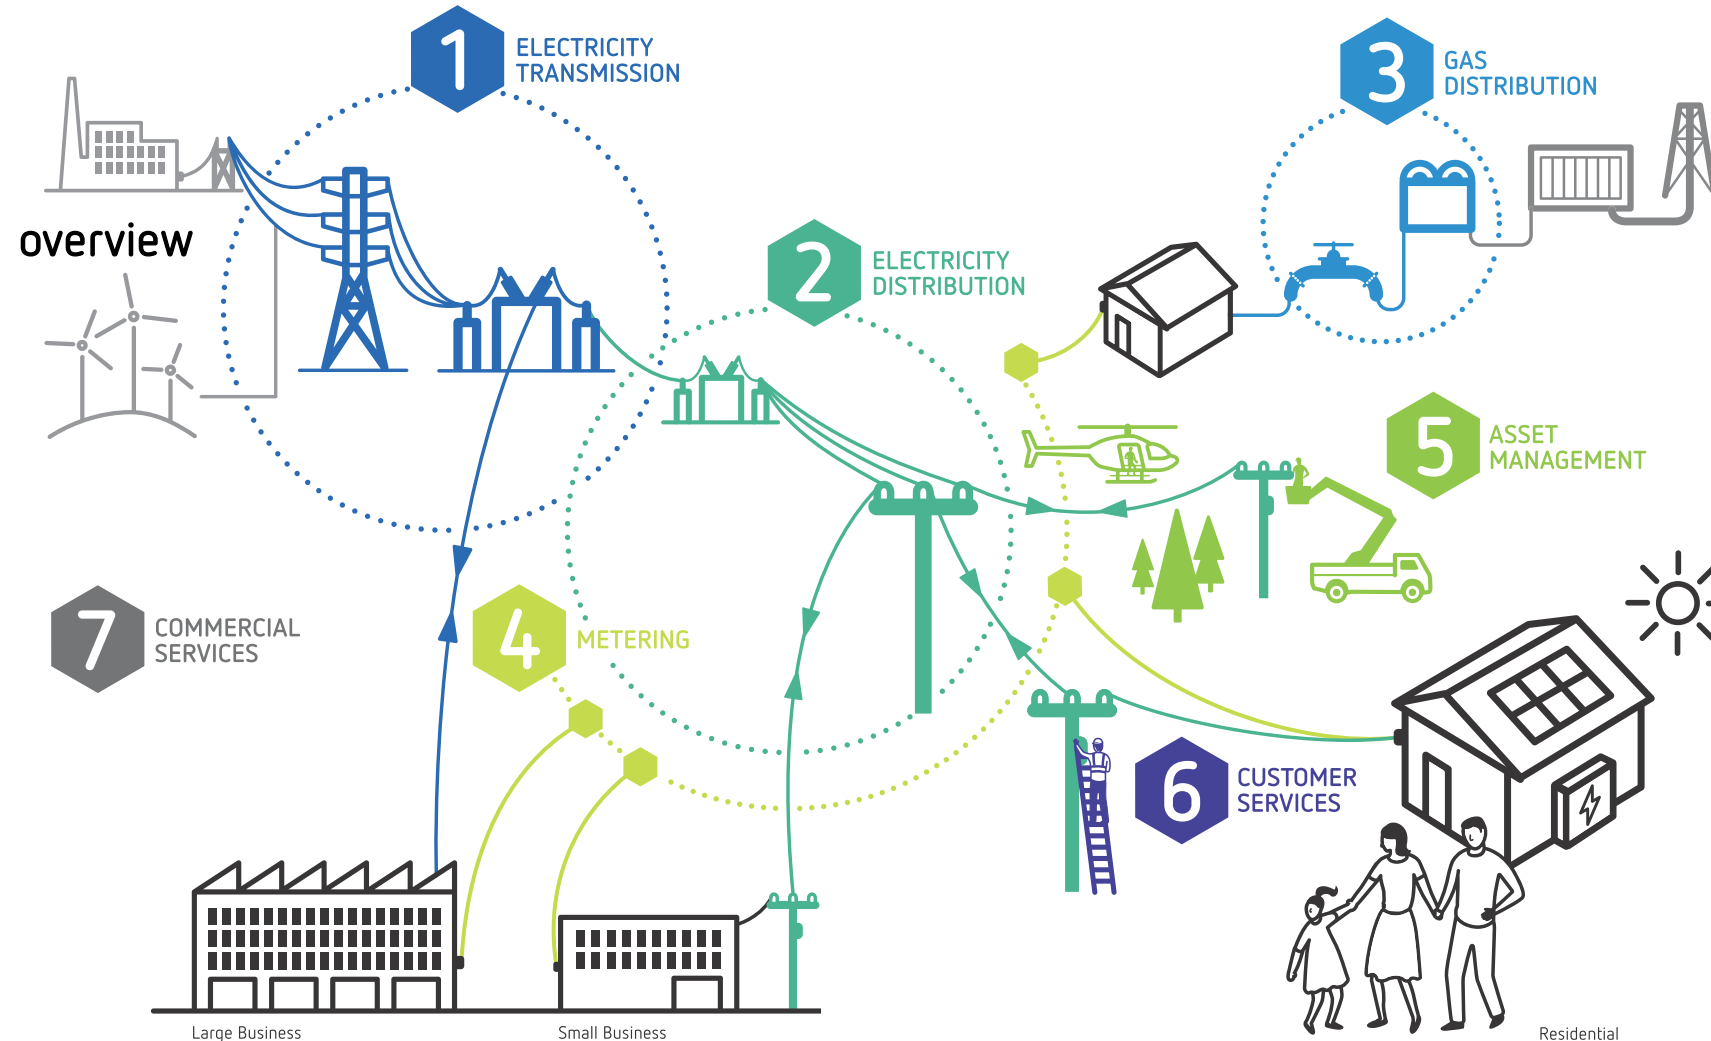 1
ELECTRICITY
TRANSMISSION
3
GAS
DISTRIBUTION
overview
2
ELECTRICITY
DISTRIBUTION
5
ASSET
MANAGEMENT
7
COMMERCIAL
SERVICES
4
METERING
6
CUSTOMER
SERVICES
Large Business
Small Business
Residential